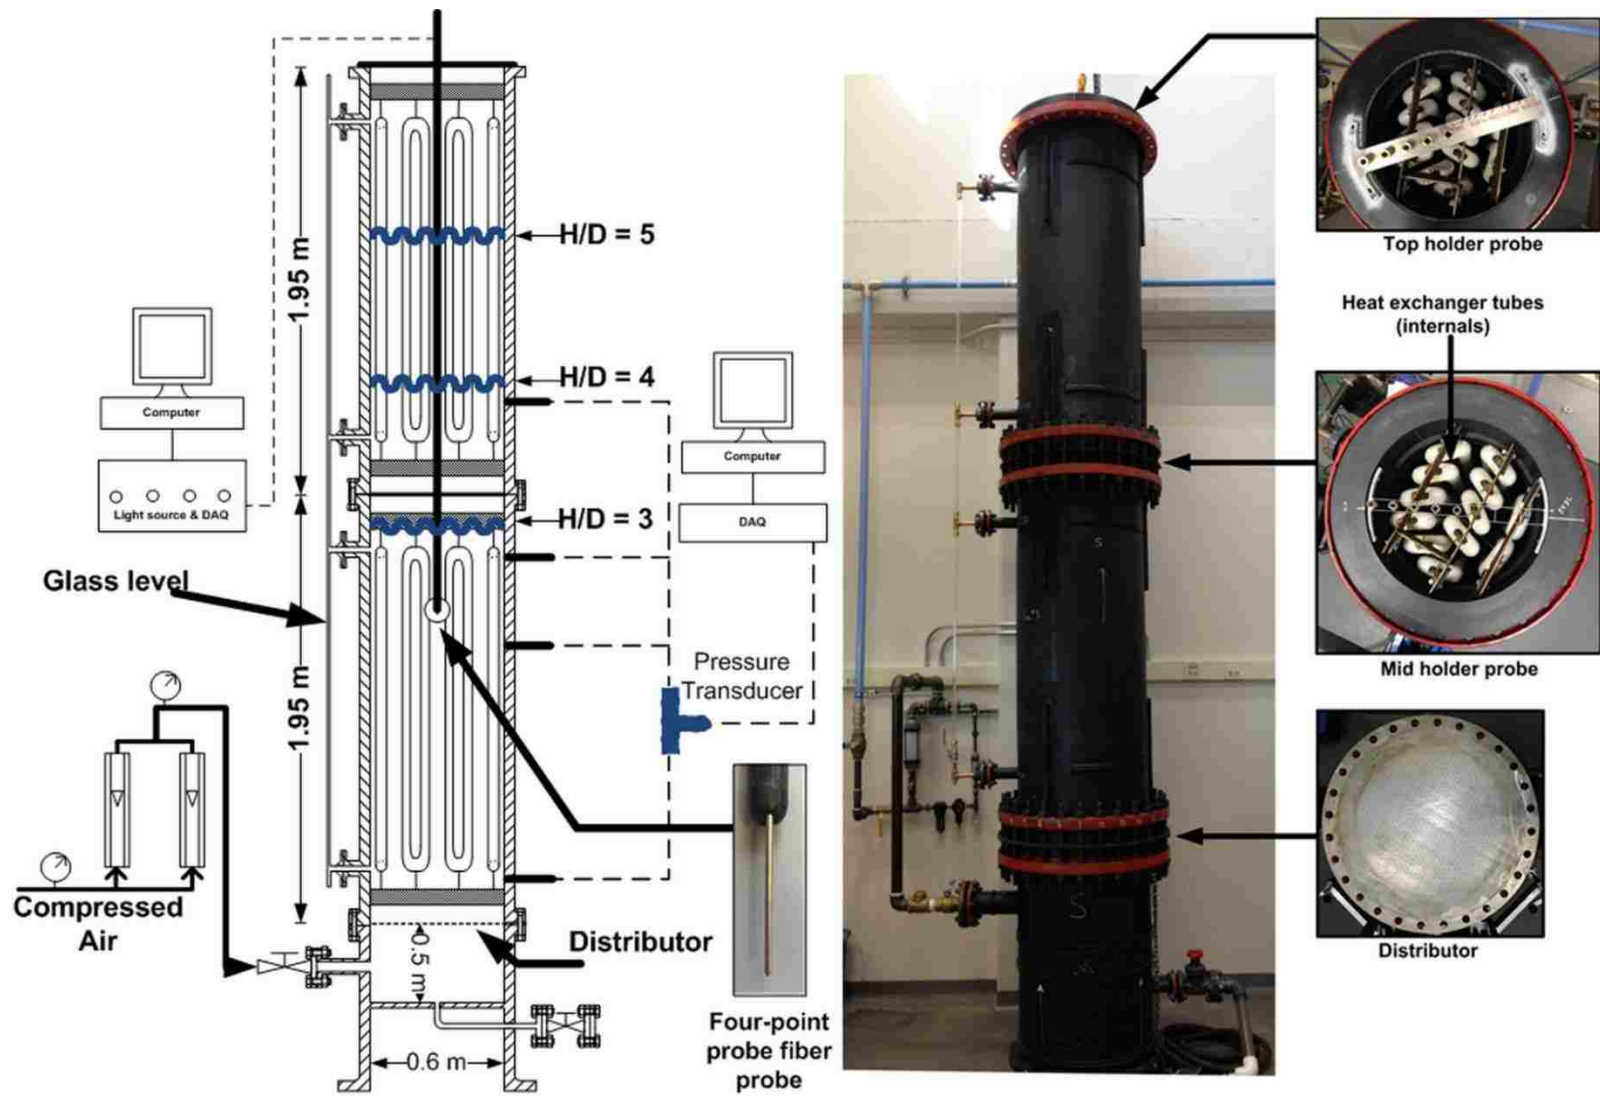 1.95 m
H/D = 5
H/D = 4
Computer
Light source & DAQ
H/D = 3
Computer
DAQ
Glass level
1.95 m
Pressure
Transducer
Compressed
Air
0.5 m
Distributor
0.6 m
Four-point
probe fiber
probe
S
S
Top holder probe
Heat exchanger tubes
(internals)
Mid holder probe
Distributor